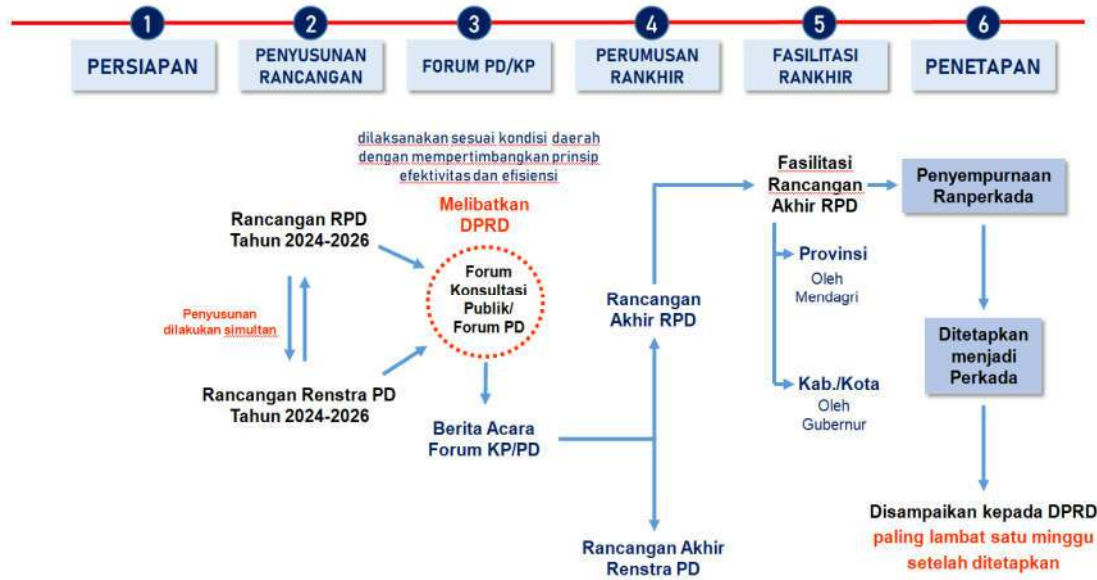 1
2
3
4
5
6
PERSIAPAN
PENYUSUNAN
RANCANGAN
FORUM PD/KP
PERUMUSAN
RANKHIR
FASILITASI
RANKHIR
PENETAPAN
dilaksanakan sesuai kondisi daerah
dengan mempertimbangkan prinsip
efektivitas dan efisiensi
Melibatkan
DPRD
Rancangan RPD
Tahun 2024-2026
Forum
Konsultasi
Publik/
Forum PD
Penyusunan
dilakukan simultan
Rancangan Renstra PD
Tahun 2024-2026
Berita Acara
Forum KP/PD
Rancangan
Akhir RPD
Rancangan Akhir
Renstra PD
Fasilitasi
Rancangan
Akhir RPD
Provinsi
Oleh
Mendagri
Kab./Kota
Oleh
Gubernur
Penyempurnaan
Ranperkada
Ditetapkan
menjadi
Perkada
Disampaikan kepada DPRD
paling lambat satu minggu
setelah ditetapkan